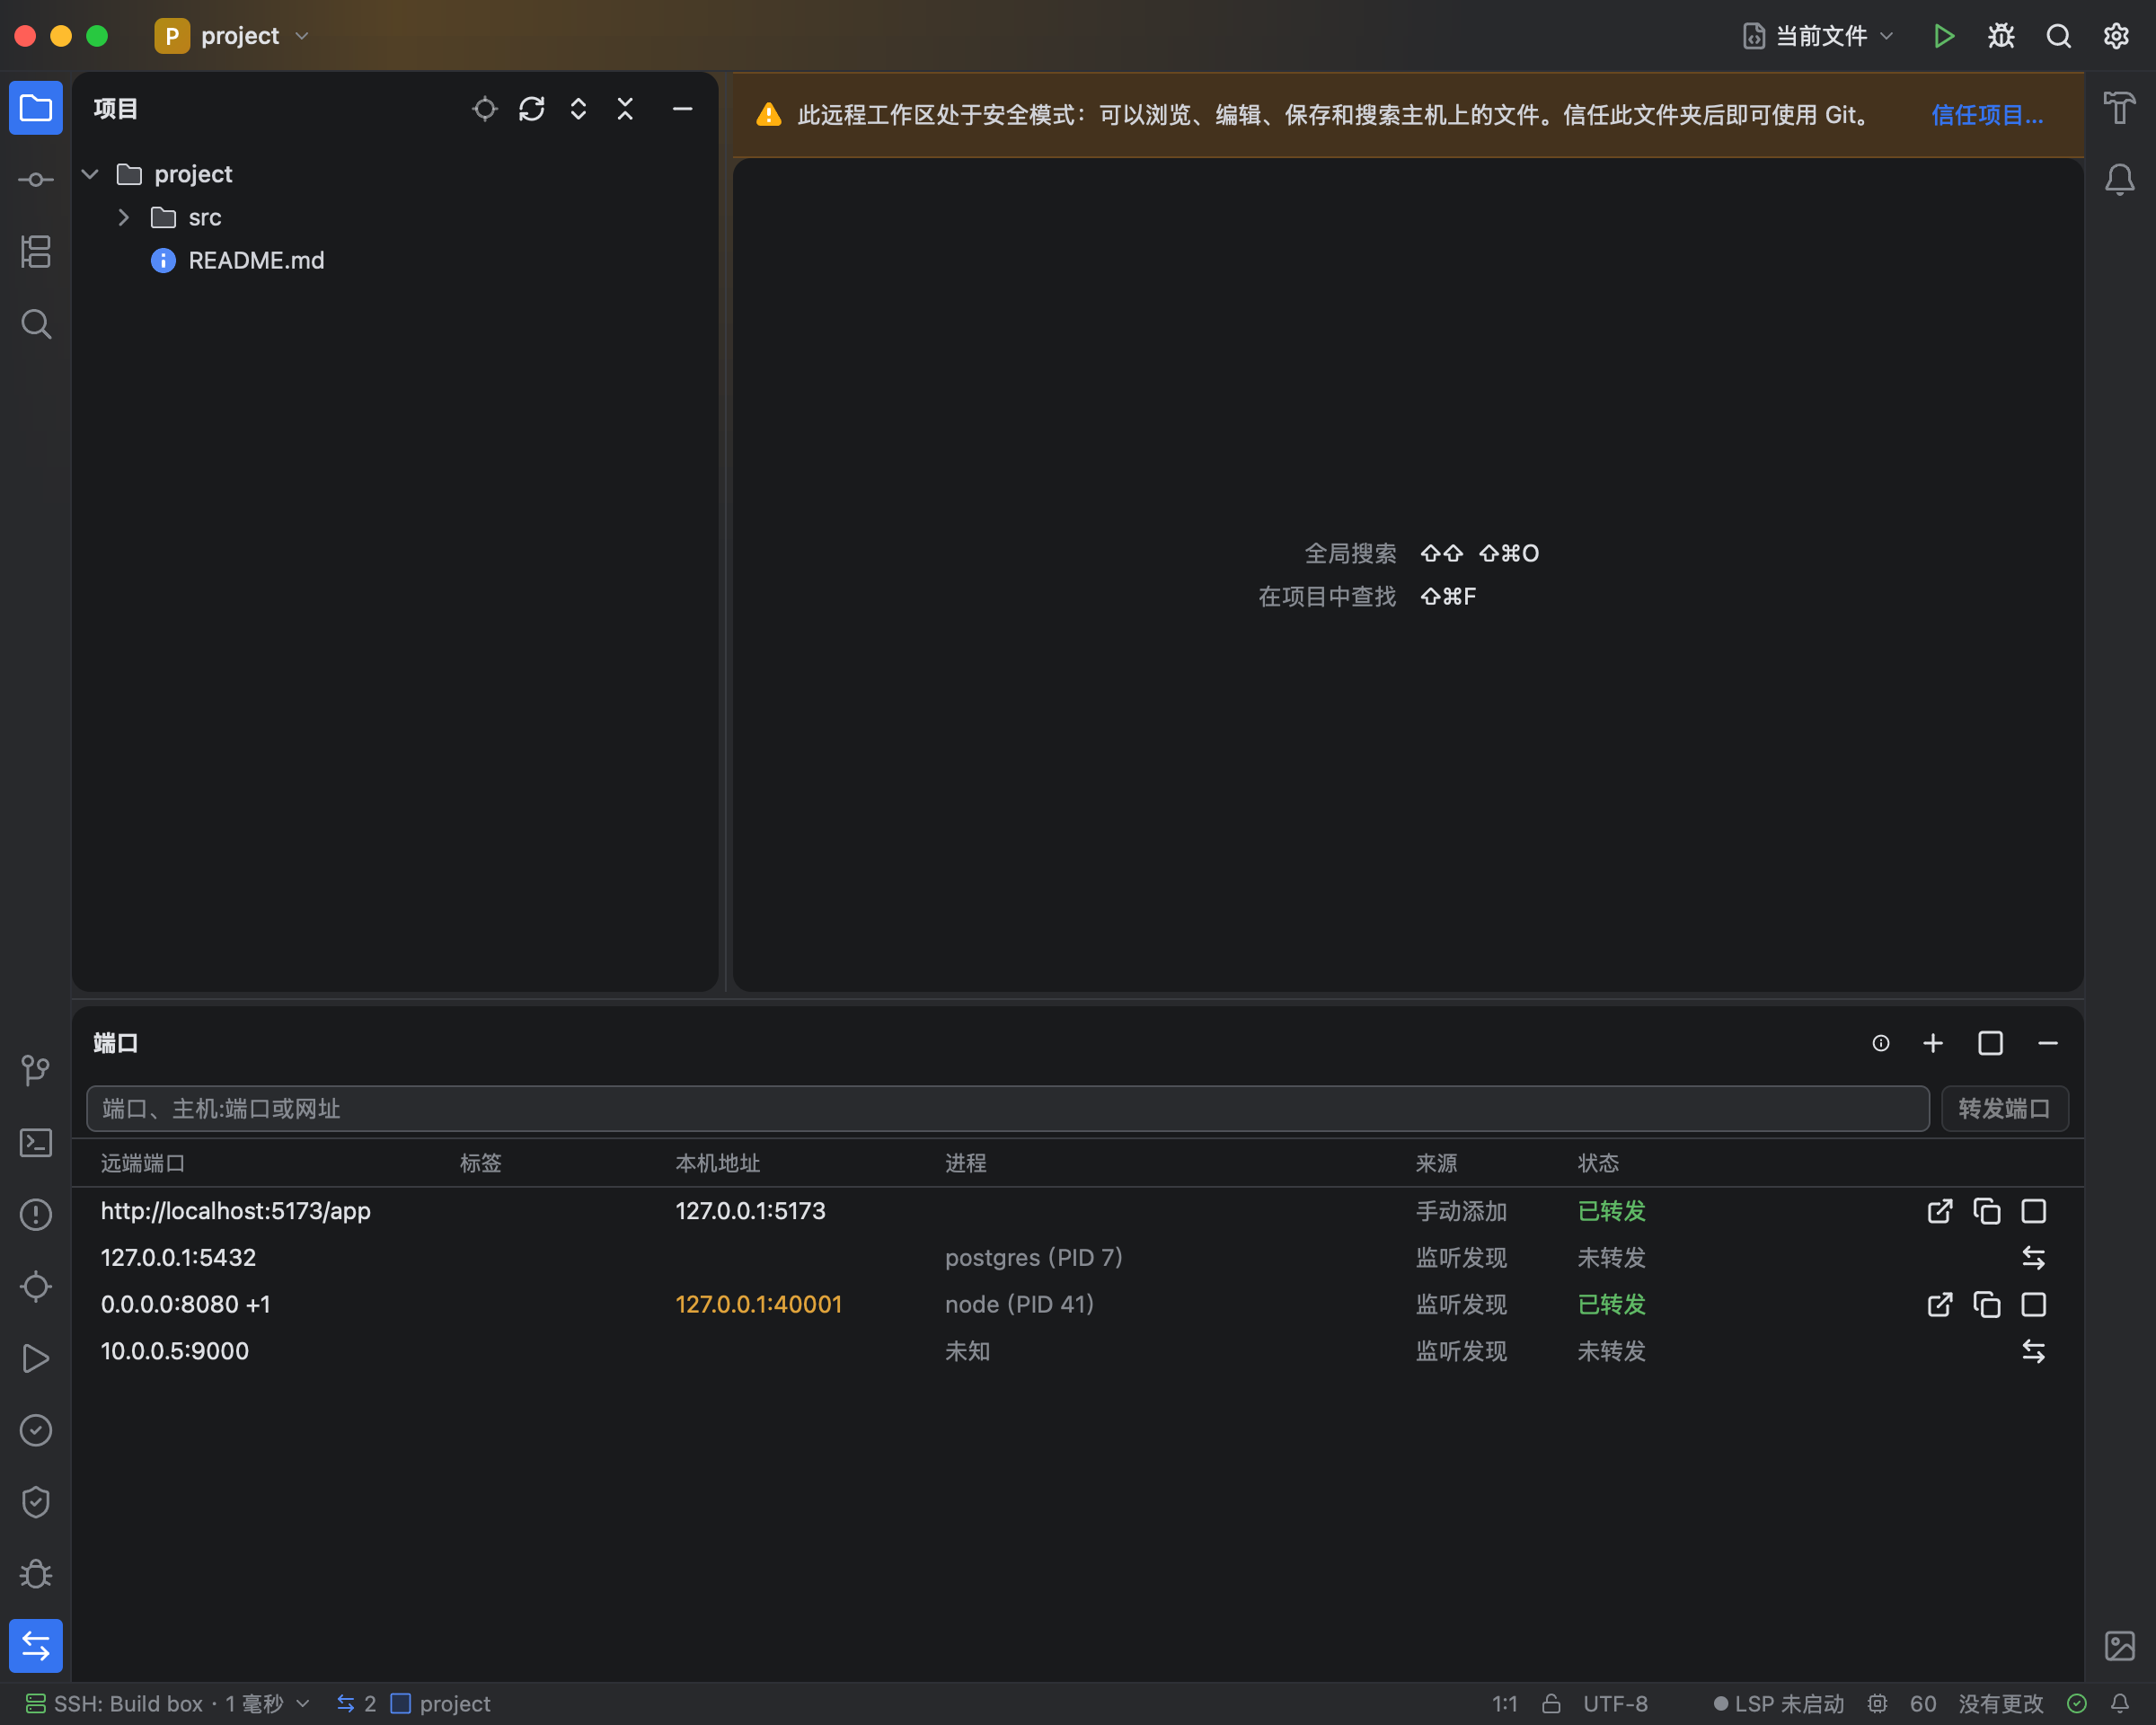 P project 当前文件
项目
此远程工作区处于安全模式：可以浏览、编辑、保存和搜索主机上的文件。信任此文件夹后即可使用 Git。 信任项目...
project
src
README.md
全局搜索 ⇧⇧ ⇧⌘O
在项目中查找 ⇧⌘F
端口
端口、主机:端口或网址 转发端口
远端端口 标签 本机地址 进程 来源 状态
http://localhost:5173/app 127.0.0.1:5173 手动添加 已转发
127.0.0.1:5432 postgres (PID 7) 监听发现 未转发
0.0.0.0:8080 +1 127.0.0.1:40001 node (PID 41) 监听发现 已转发
10.0.0.5:9000 未知 监听发现 未转发
SSH: Build box · 1 毫秒 2 project 1:1 UTF-8 LSP 未启动 60 没有更改